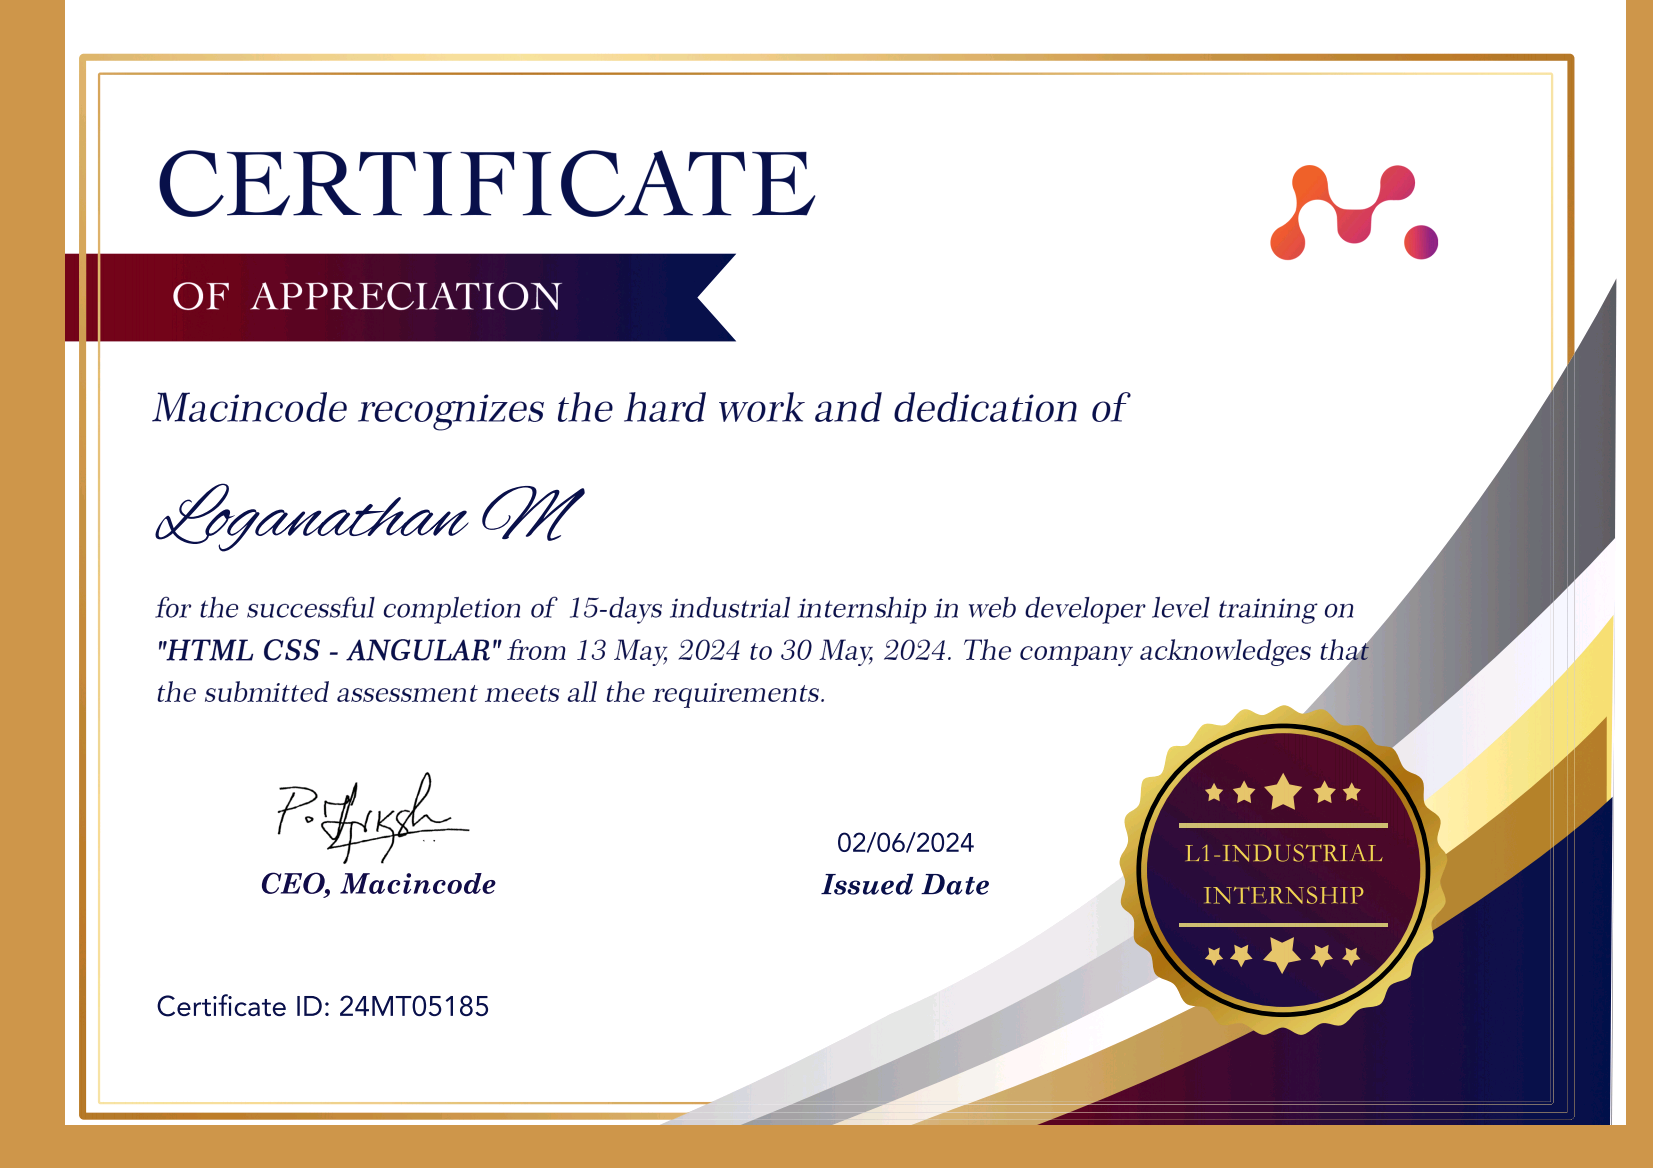 CERTIFICATE
OF APPRECIATION
Macincode recognizes the hard work and dedication of
Loganathan M
for the successful completion of 15-days industrial internship in web developer level training on
"HTML CSS - ANGULAR" from 13 May, 2024 to 30 May, 2024. The company acknowledges that
the submitted assessment meets all the requirements.
CEO, Macincode
02/06/2024
Issued Date
L1-INDUSTRIAL
INTERNSHIP
Certificate ID: 24MT05185